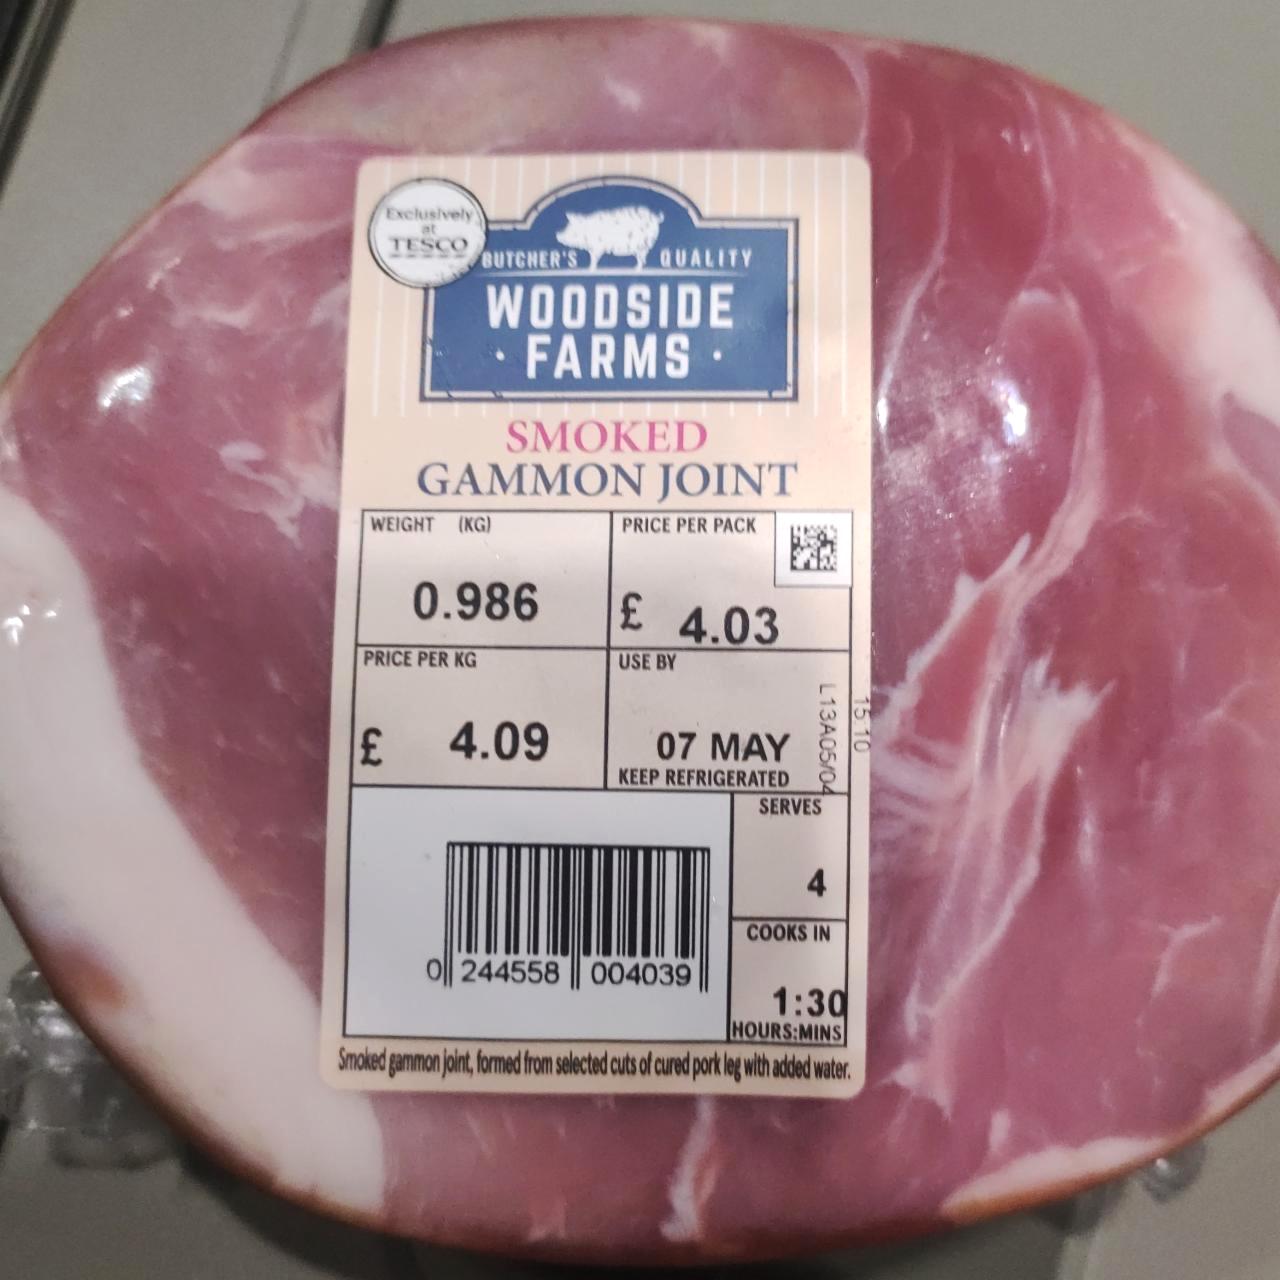 Exclusively
at
TESCO
BUTCHER'S QUALITY
WOODSIDE
· FARMS ·
SMOKED
GAMMON JOINT
WEIGHT (KG)
0.986
PRICE PER PACK
£ 4.03
PRICE PER KG
£ 4.09
USE BY
07 MAY
KEEP REFRIGERATED
L13A05/04
15:10
SERVES
4
COOKS IN
1:30
HOURS:MINS
0 244558 004039
Smoked gammon joint, formed from selected cuts of cured pork leg with added water.